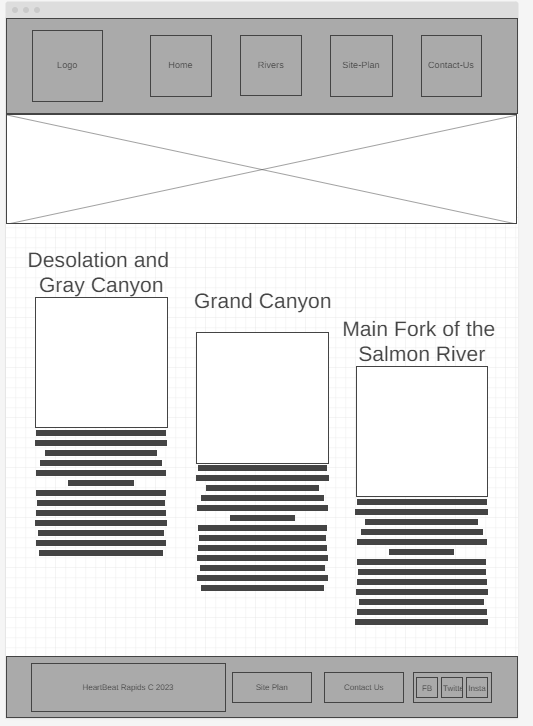 Logo
Home
Rivers
Site-Plan
Contact-Us
Desolation and
Gray Canyon
Grand Canyon
Main Fork of the
Salmon River
HeartBeat Rapids C 2023
Site Plan
Contact Us
FB
Twitte
Insta